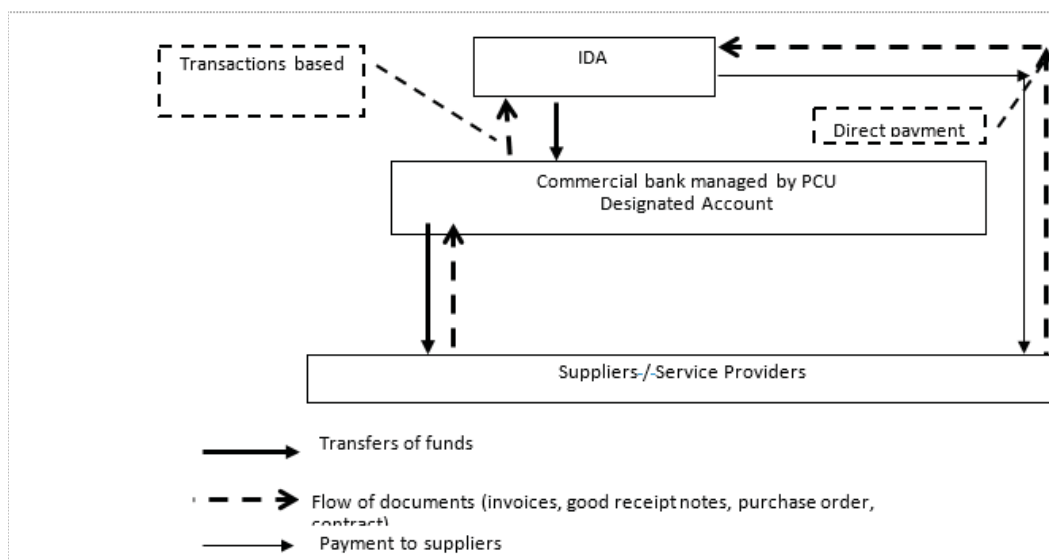 Transactions based
IDA
Direct payment
Commercial bank managed by PCU
Designated Account
Suppliers-/-Service Providers
Transfers of funds
Flow of documents (invoices, good receipt notes, purchase order,
contract)
Payment to suppliers